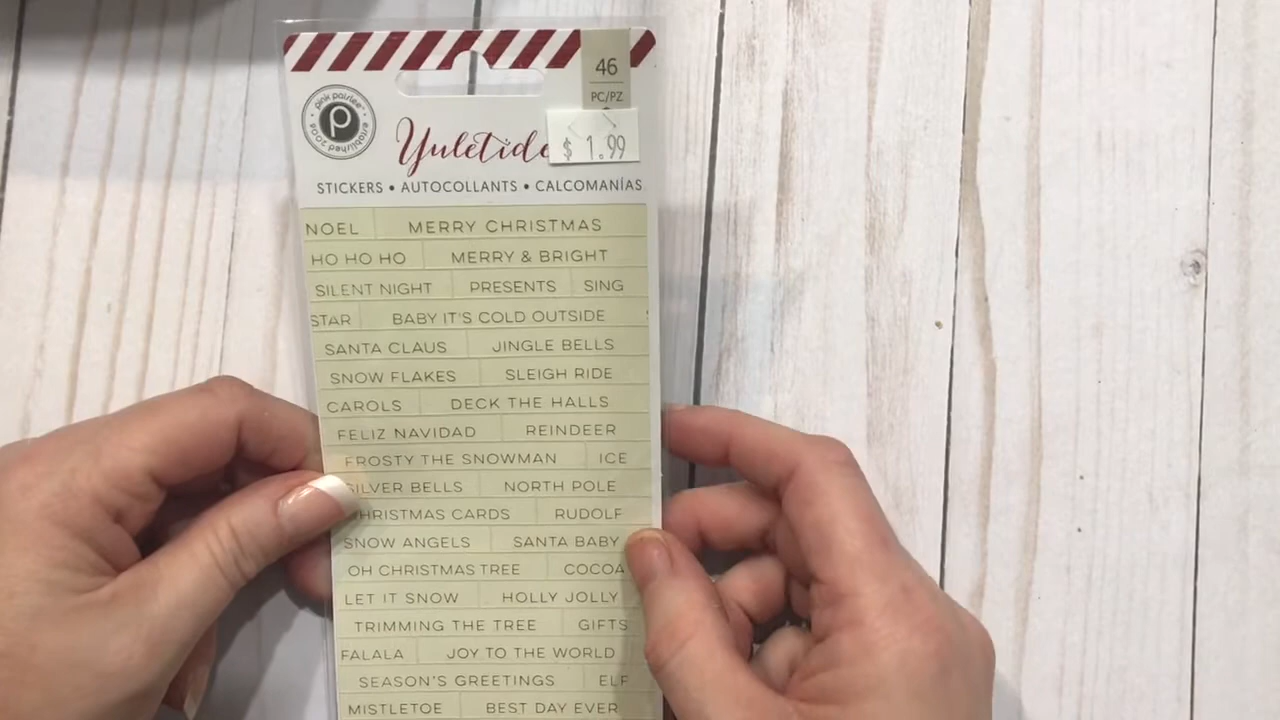 46
PC/PZ
pink paislee
established 2006
P
Yuletide
$ 1.99
STICKERS • AUTOCOLLANTS • CALCOMANÍAS
NOEL MERRY CHRISTMAS
HO HO HO MERRY & BRIGHT
SILENT NIGHT PRESENTS SING
STAR BABY IT'S COLD OUTSIDE
SANTA CLAUS JINGLE BELLS
SNOW FLAKES SLEIGH RIDE
CAROLS DECK THE HALLS
FELIZ NAVIDAD REINDEER
FROSTY THE SNOWMAN ICE
SILVER BELLS NORTH POLE
CHRISTMAS CARDS RUDOLF
SNOW ANGELS SANTA BABY
OH CHRISTMAS TREE COCOA
LET IT SNOW HOLLY JOLLY
TRIMMING THE TREE GIFTS
FALALA JOY TO THE WORLD
SEASON'S GREETINGS ELF
MISTLETOE BEST DAY EVER